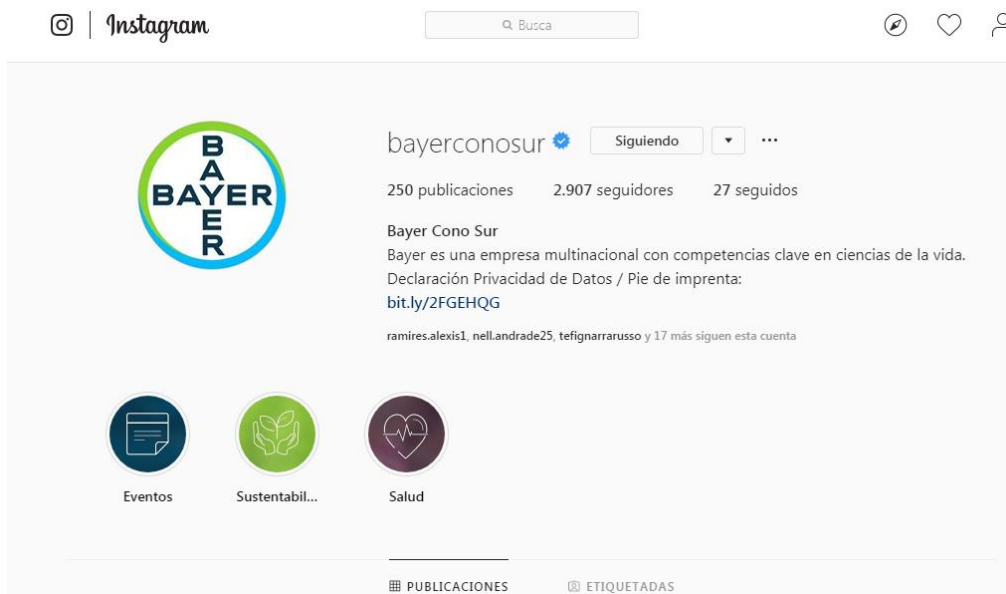 Instagram
Busca
BAYER
BAYER
bayerconosur
Siguiendo
250 publicaciones 2.907 seguidores 27 seguidos
Bayer Cono Sur
Bayer es una empresa multinacional con competencias clave en ciencias de la vida.
Declaración Privacidad de Datos / Pie de imprenta:
bit.ly/2FGEHQG
ramires.alexis1, nell.andrade25, tefignarrarusso y 17 más siguen esta cuenta
Eventos Sustentabil... Salud
PUBLICACIONES ETIQUETADAS